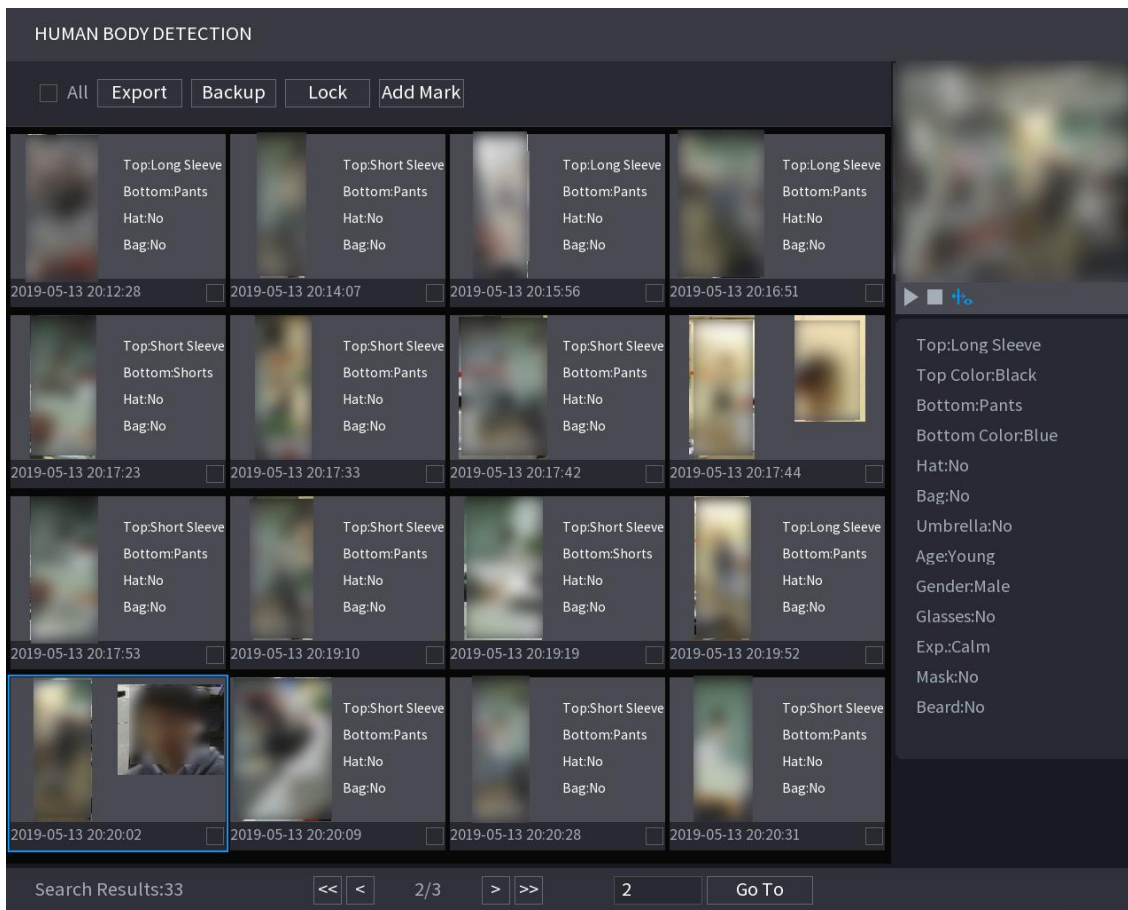 HUMAN BODY DETECTION
All Export Backup Lock Add Mark
Top:Long Sleeve
Bottom:Pants
Hat:No
Bag:No
2019-05-13 20:12:28
Top:Short Sleeve
Bottom:Pants
Hat:No
Bag:No
2019-05-13 20:14:07
Top:Long Sleeve
Bottom:Pants
Hat:No
Bag:No
2019-05-13 20:15:56
Top:Long Sleeve
Bottom:Pants
Hat:No
Bag:No
2019-05-13 20:16:51
Top:Short Sleeve
Bottom:Shorts
Hat:No
Bag:No
2019-05-13 20:17:23
Top:Short Sleeve
Bottom:Pants
Hat:No
Bag:No
2019-05-13 20:17:33
Top:Short Sleeve
Bottom:Pants
Hat:No
Bag:No
2019-05-13 20:17:42
2019-05-13 20:17:44
Top:Short Sleeve
Bottom:Pants
Hat:No
Bag:No
2019-05-13 20:17:53
Top:Short Sleeve
Bottom:Pants
Hat:No
Bag:No
2019-05-13 20:19:10
Top:Short Sleeve
Bottom:Shorts
Hat:No
Bag:No
2019-05-13 20:19:19
Top:Long Sleeve
Bottom:Pants
Hat:No
Bag:No
2019-05-13 20:19:52
2019-05-13 20:20:02
Top:Short Sleeve
Bottom:Pants
Hat:No
Bag:No
2019-05-13 20:20:09
Top:Short Sleeve
Bottom:Pants
Hat:No
Bag:No
2019-05-13 20:20:28
Top:Short Sleeve
Bottom:Pants
Hat:No
Bag:No
2019-05-13 20:20:31
Top:Long Sleeve
Top Color:Black
Bottom:Pants
Bottom Color:Blue
Hat:No
Bag:No
Umbrella:No
Age:Young
Gender:Male
Glasses:No
Exp.:Calm
Mask:No
Beard:No
Search Results:33 << < 2/3 > >> 2 Go To